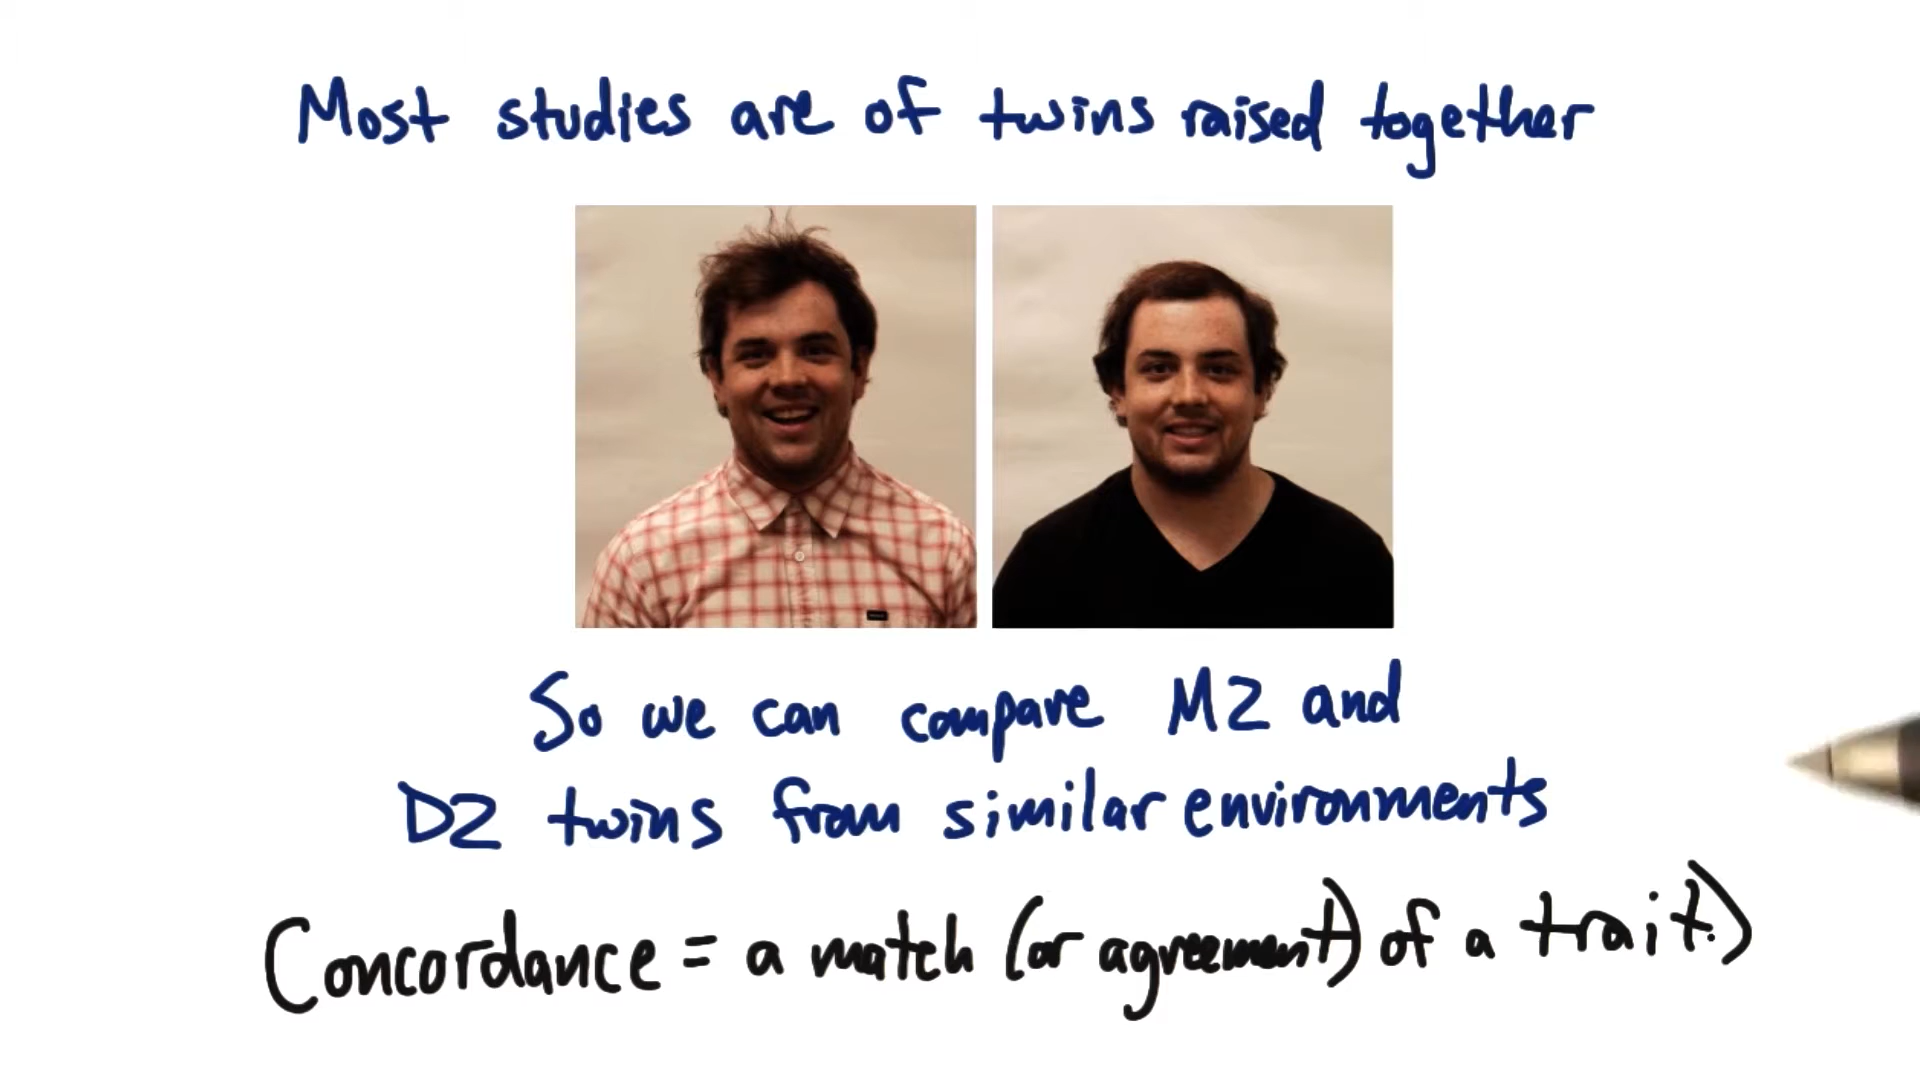 Most studies are of twins raised together
So we can compare MZ and
DZ twins from similar environments
(Concordance = a match (or agreement) of a trait.)